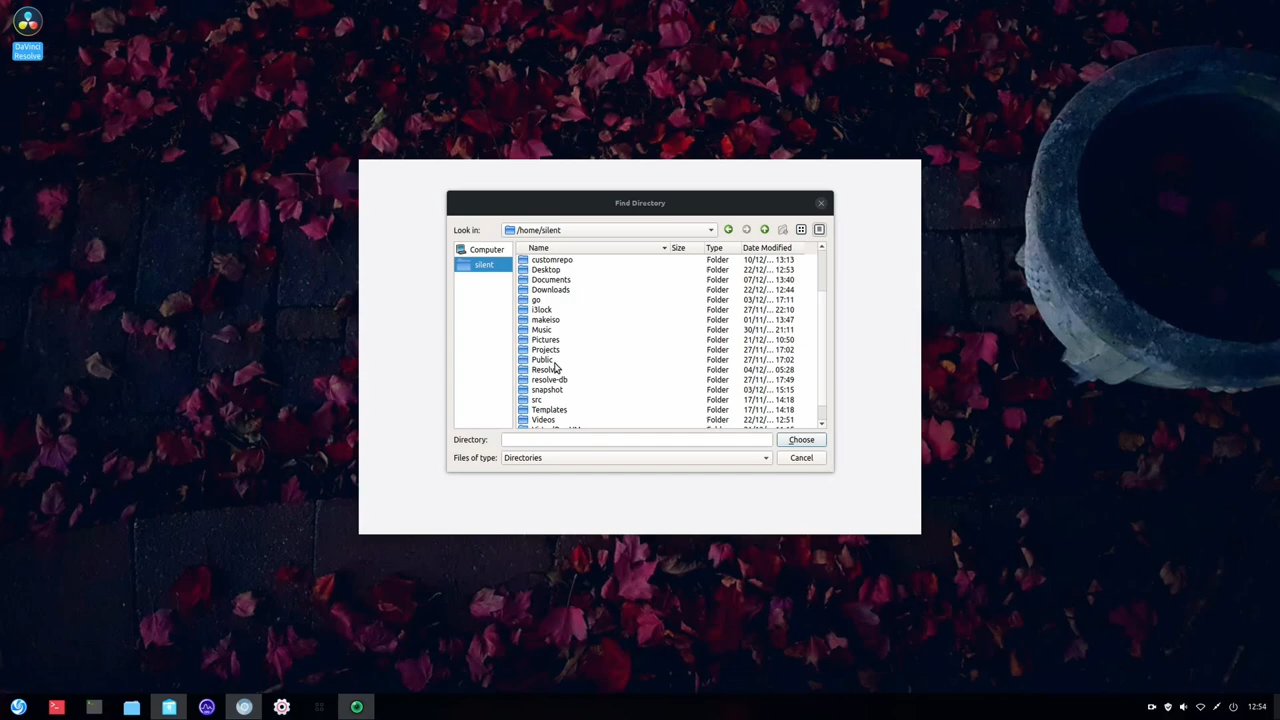 DaVinci
Resolve
Find Directory
Look in: /home/silent
Computer
silent
Name Size Type Date Modified
customrepo Folder 10/12/... 13:13
Desktop Folder 22/12/... 12:53
Documents Folder 07/12/... 13:40
Downloads Folder 22/12/... 12:44
go Folder 03/12/... 17:11
i3lock Folder 27/11/... 22:10
makeiso Folder 01/11/... 13:47
Music Folder 30/11/... 21:11
Pictures Folder 21/12/... 10:50
Projects Folder 27/11/... 17:02
Public Folder 27/11/... 17:02
Resolve Folder 04/12/... 05:28
resolve-db Folder 27/11/... 17:49
snapshot Folder 03/12/... 15:15
src Folder 17/11/... 14:18
Templates Folder 17/11/... 14:18
Videos Folder 22/12/... 12:51
Directory: Choose
Files of type: Directories Cancel
12:54